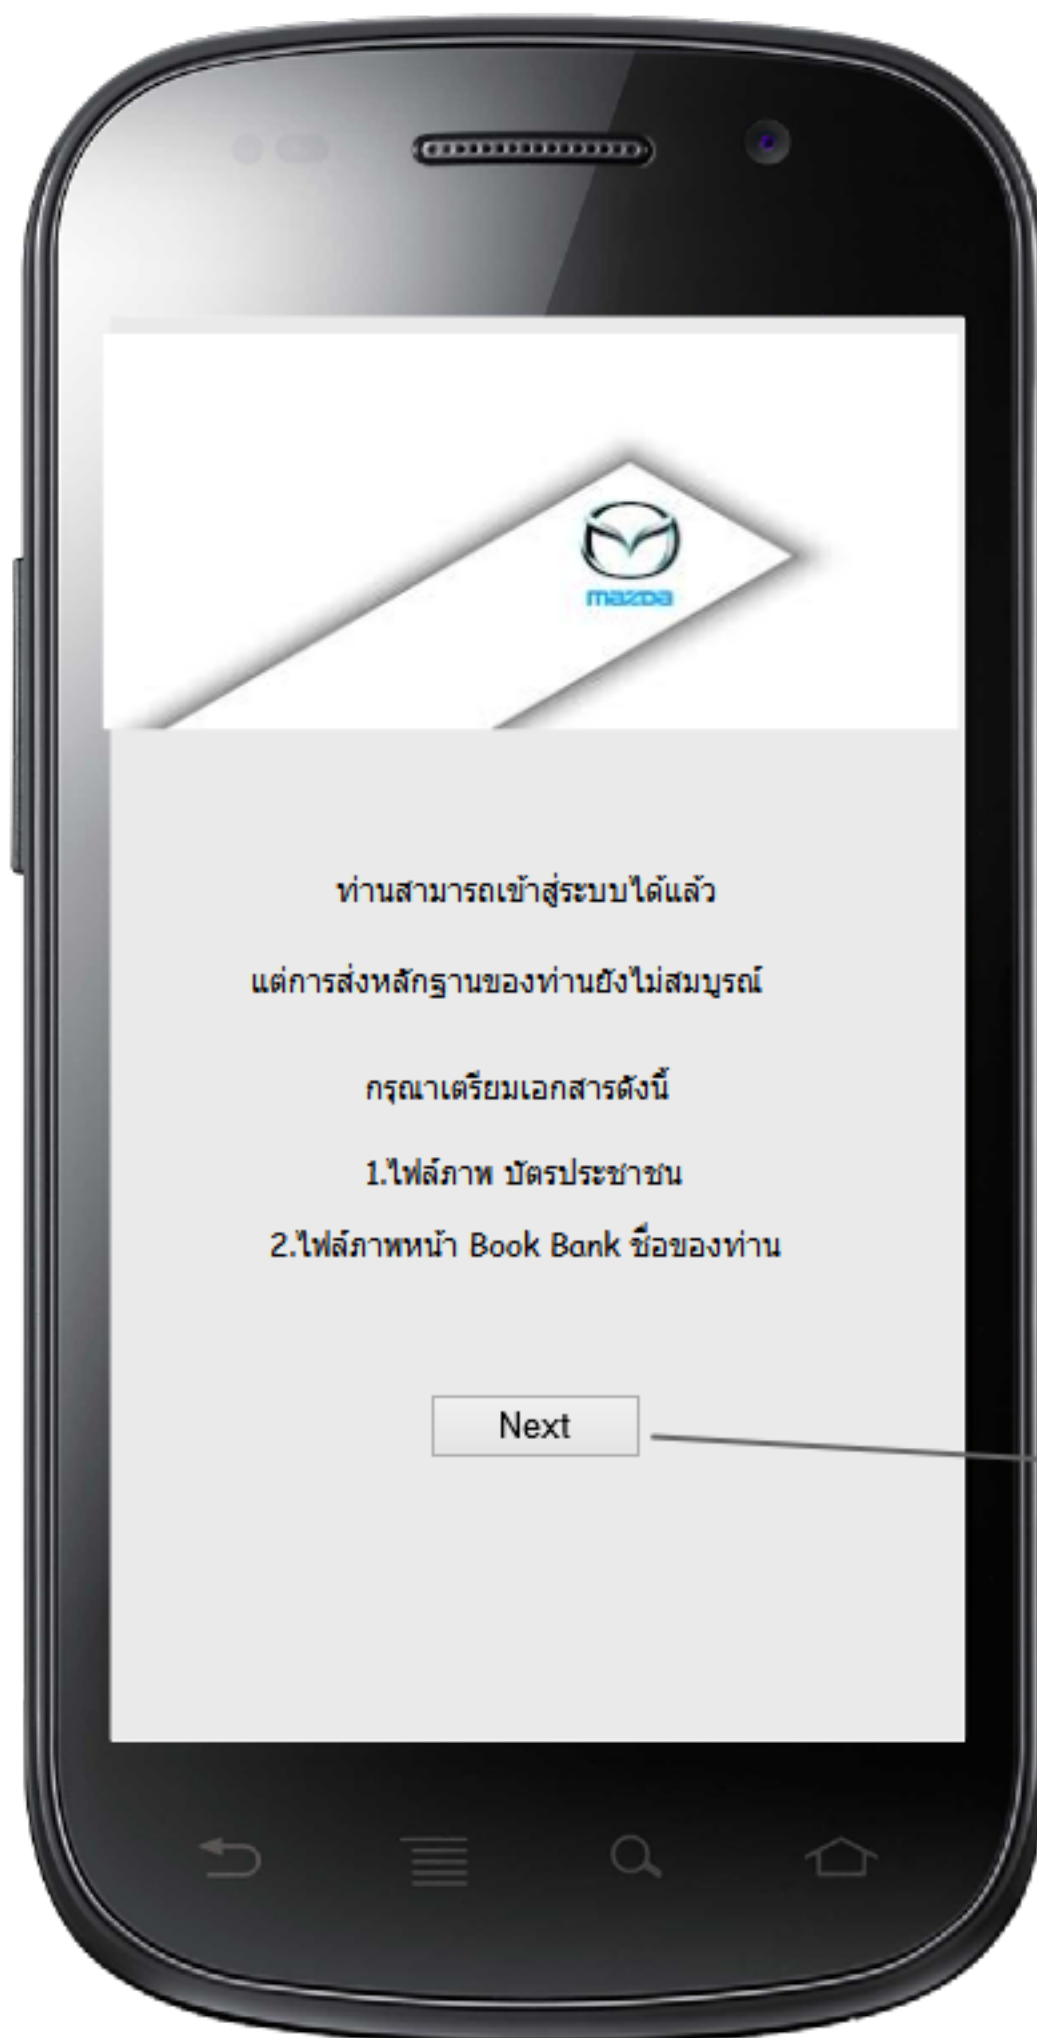 mazda
ท่านสามารถเข้าสู่ระบบได้แล้ว
แต่การส่งหลักฐานของท่านยังไม่สมบูรณ์
กรุณาเตรียมเอกสารดังนี้
1.ไฟล์ภาพ บัตรประชาชน
2.ไฟล์ภาพหน้า Book Bank ชื่อของท่าน
Next